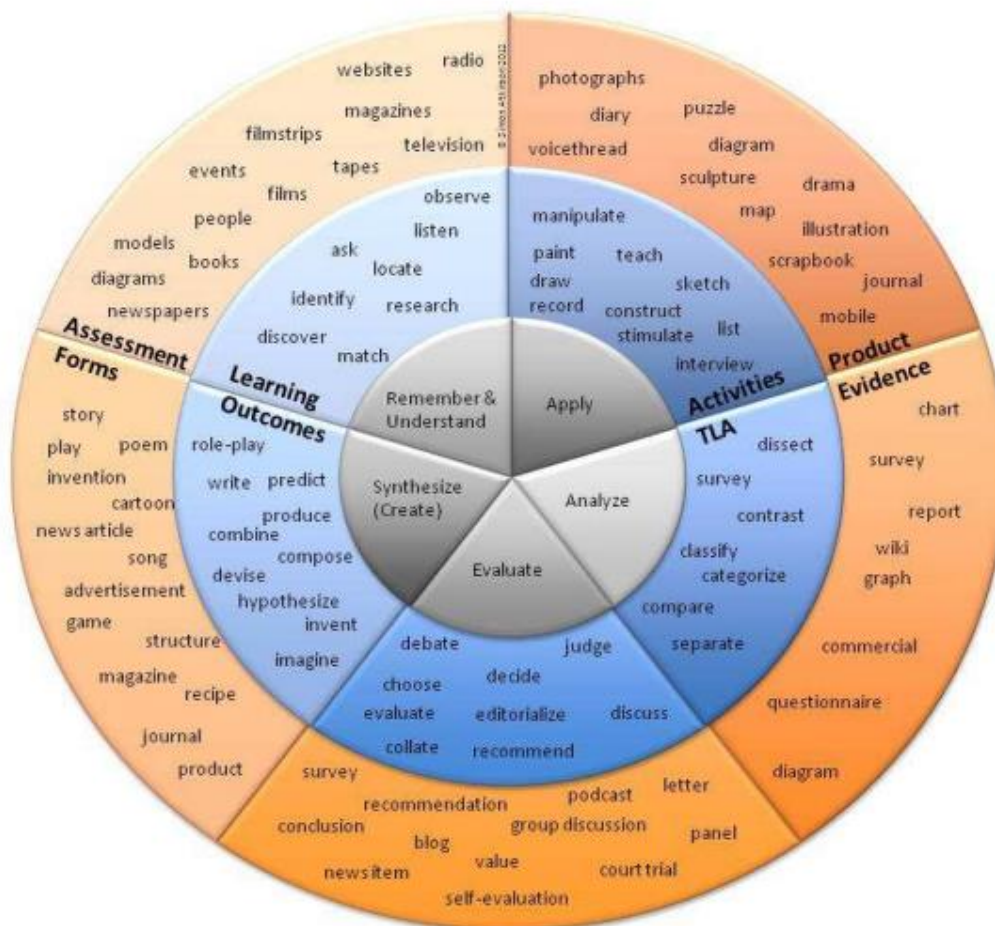 websites
radio
magazines
filmstrips
television
tapes
events
films
people
models
books
diagrams
newspapers
Assessment
Forms
© Simon Atkinson 2012
photographs
puzzle
diary
diagram
voicethread
sculpture
drama
map
illustration
scrapbook
journal
mobile
Product
Evidence
observe
listen
ask
locate
identify
research
discover
match
Learning
Outcomes
manipulate
paint
teach
draw
sketch
record
construct
list
stimulate
interview
Activities
TLA
Remember &
Understand
Apply
Analyze
Evaluate
Synthesize
(Create)
story
play
poem
invention
cartoon
news article
song
advertisement
game
structure
magazine
recipe
journal
product
role-play
write
predict
produce
combine
compose
devise
hypothesize
invent
imagine
dissect
survey
contrast
classify
categorize
compare
separate
chart
survey
report
wiki
graph
commercial
questionnaire
diagram
debate
judge
choose
decide
evaluate
editorialize
discuss
collate
recommend
survey
podcast
letter
recommendation
conclusion
group discussion
panel
blog
value
news item
court trial
self-evaluation